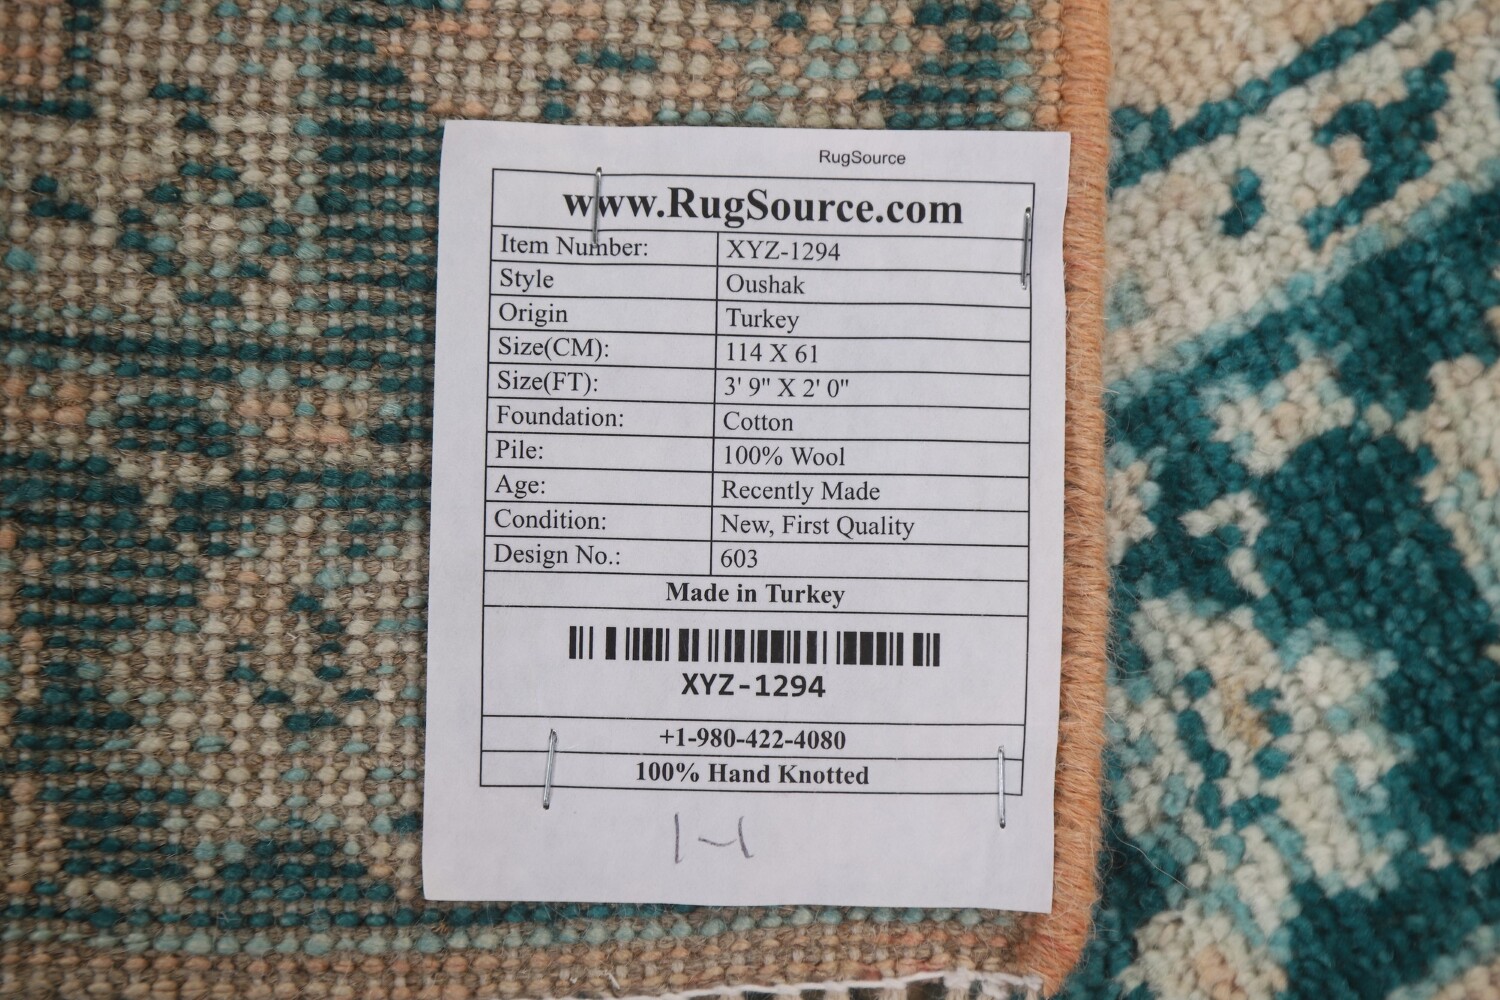 RugSource
www.RugSource.com
Item Number: XYZ-1294
Style Oushak
Origin Turkey
Size(CM): 114 X 61
Size(FT): 3' 9" X 2' 0"
Foundation: Cotton
Pile: 100% Wool
Age: Recently Made
Condition: New, First Quality
Design No.: 603
Made in Turkey
XYZ-1294
+1-980-422-4080
100% Hand Knotted
1-1